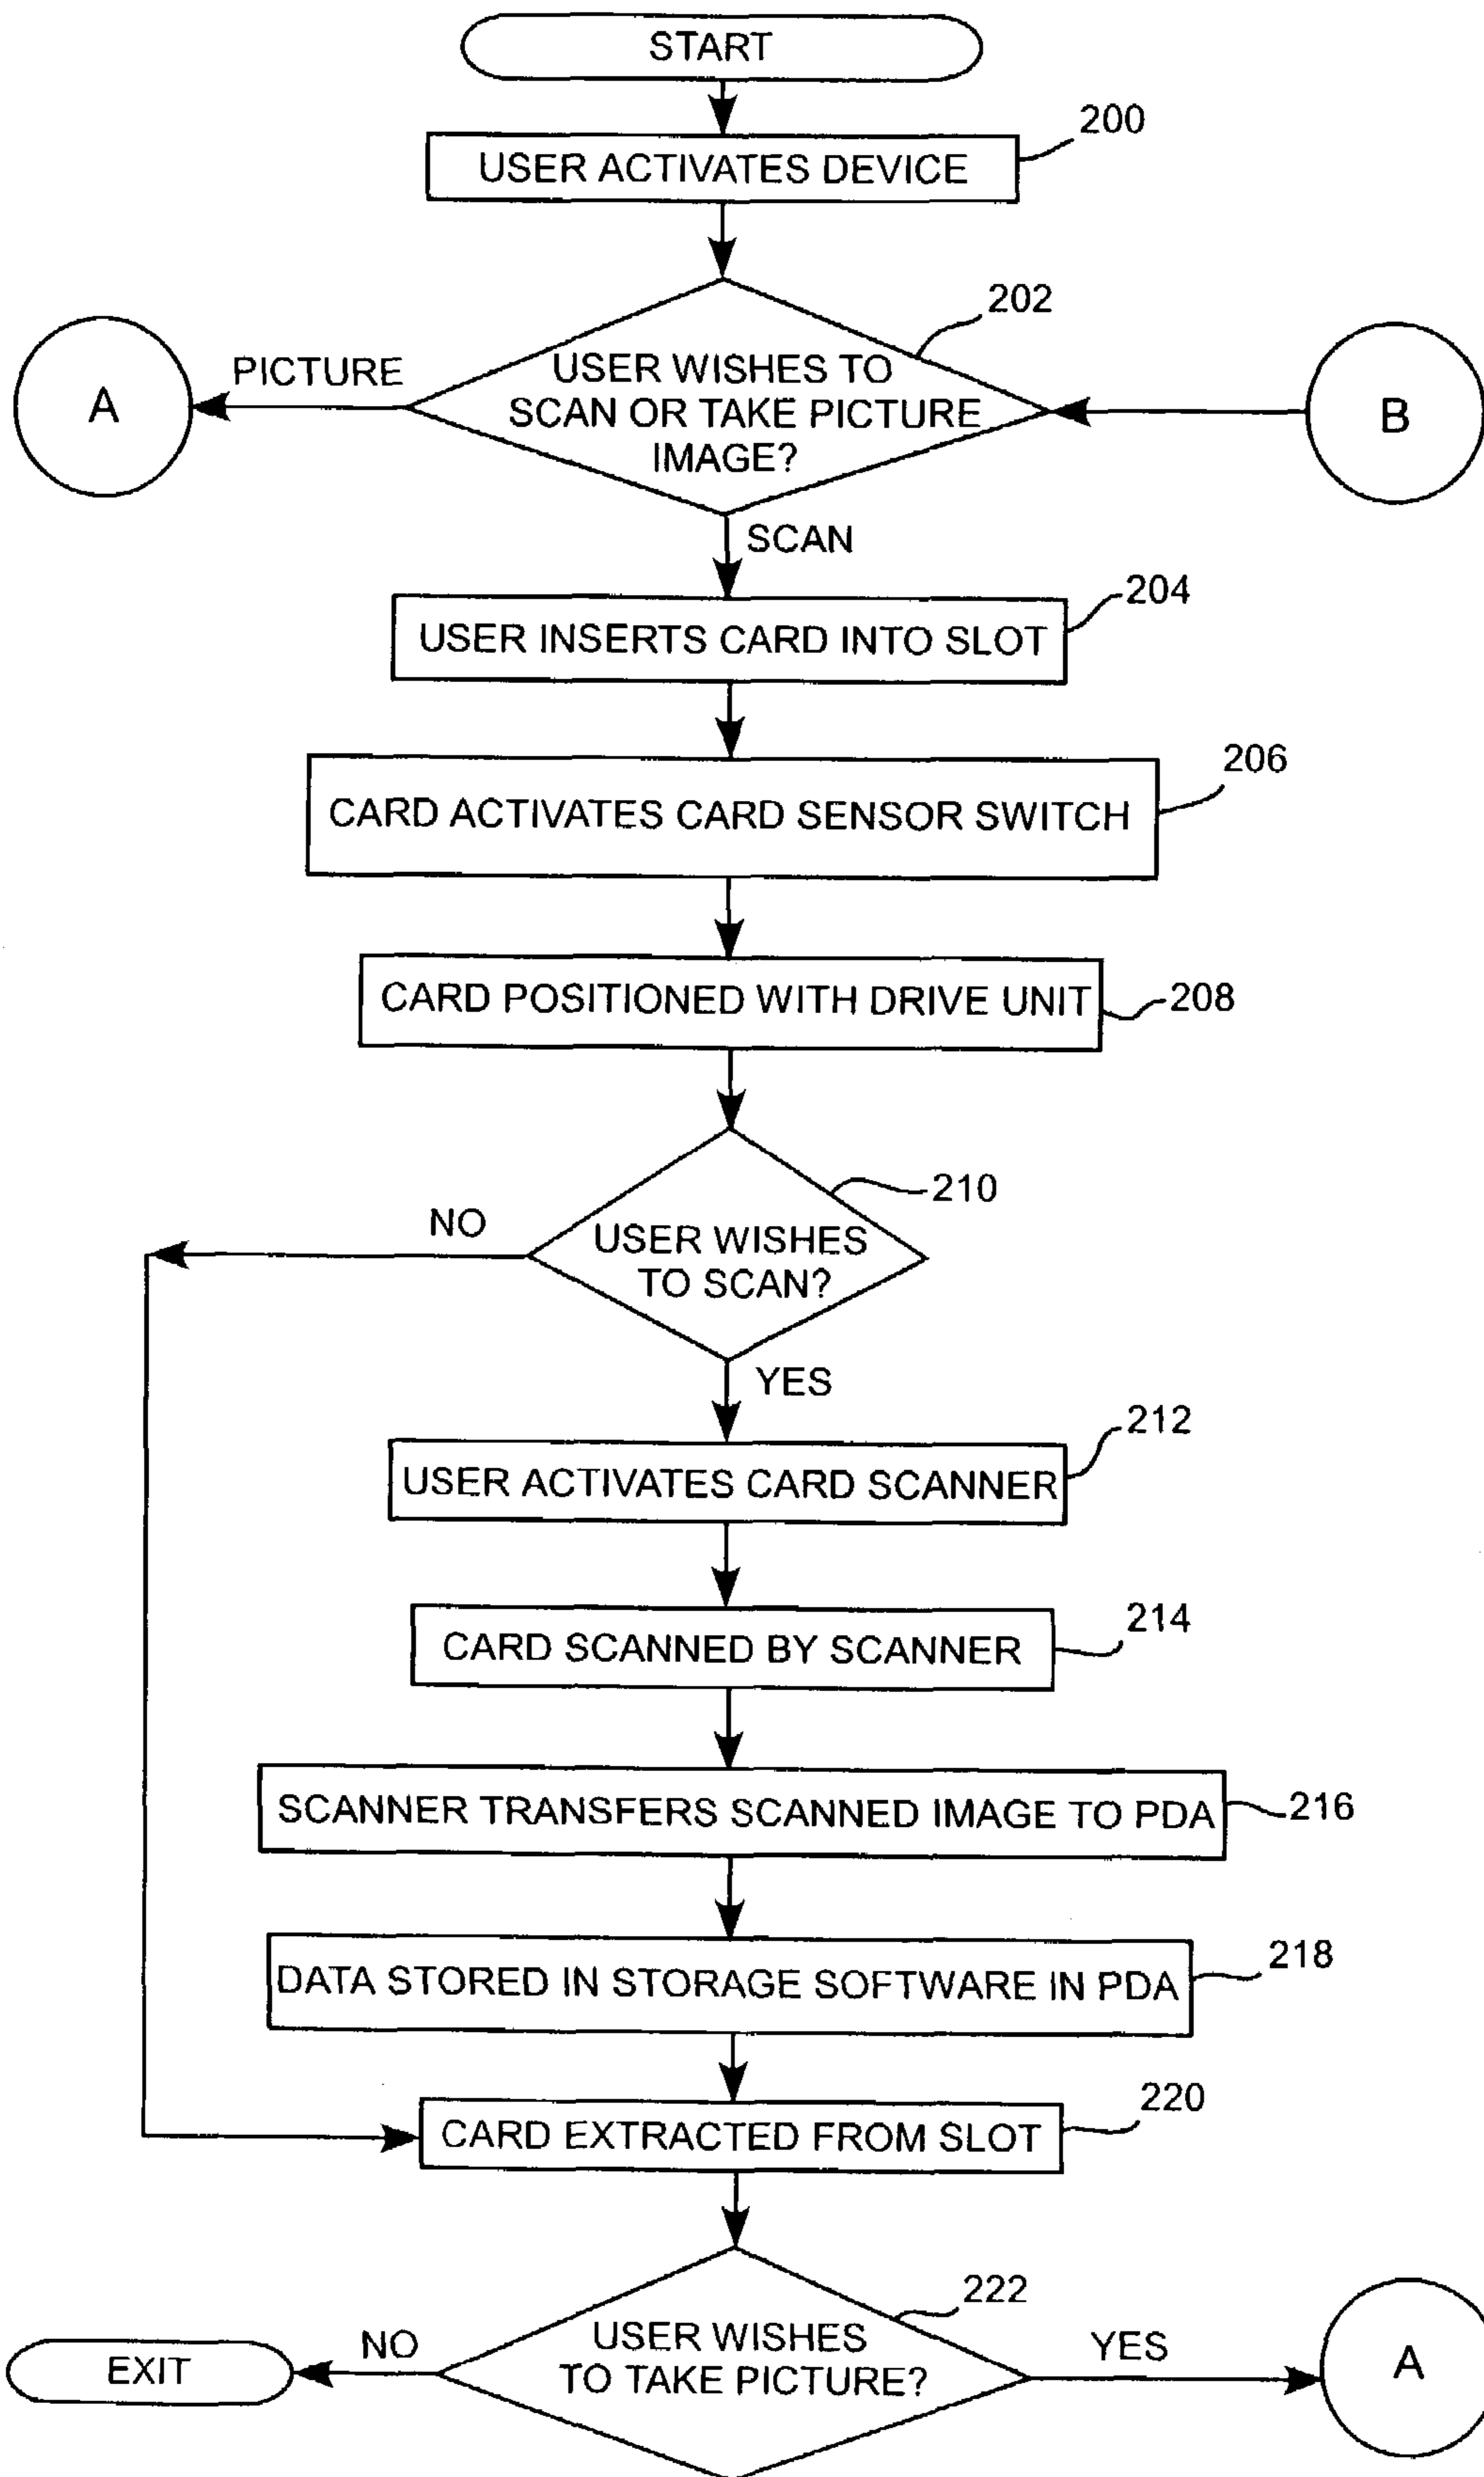 START
200
USER ACTIVATES DEVICE
202
A
PICTURE
USER WISHES TO
SCAN OR TAKE PICTURE
IMAGE?
B
SCAN
204
USER INSERTS CARD INTO SLOT
206
CARD ACTIVATES CARD SENSOR SWITCH
CARD POSITIONED WITH DRIVE UNIT
208
210
NO
USER WISHES
TO SCAN?
YES
212
USER ACTIVATES CARD SCANNER
214
CARD SCANNED BY SCANNER
SCANNER TRANSFERS SCANNED IMAGE TO PDA
216
218
DATA STORED IN STORAGE SOFTWARE IN PDA
220
CARD EXTRACTED FROM SLOT
222
EXIT
NO
USER WISHES
TO TAKE PICTURE?
YES
A